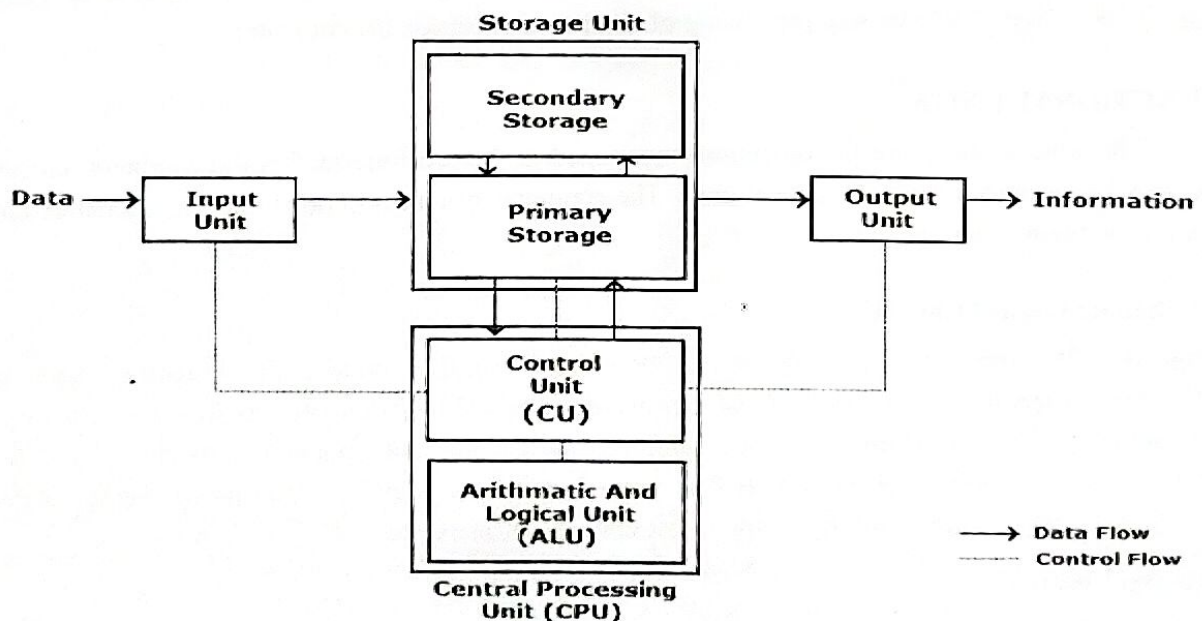 Storage Unit
Secondary
Storage
Data
Input
Unit
Primary
Storage
Output
Unit
Information
Control
Unit
(CU)
Arithmatic And
Logical Unit
(ALU)
Data Flow
Control Flow
Central Processing
Unit (CPU)